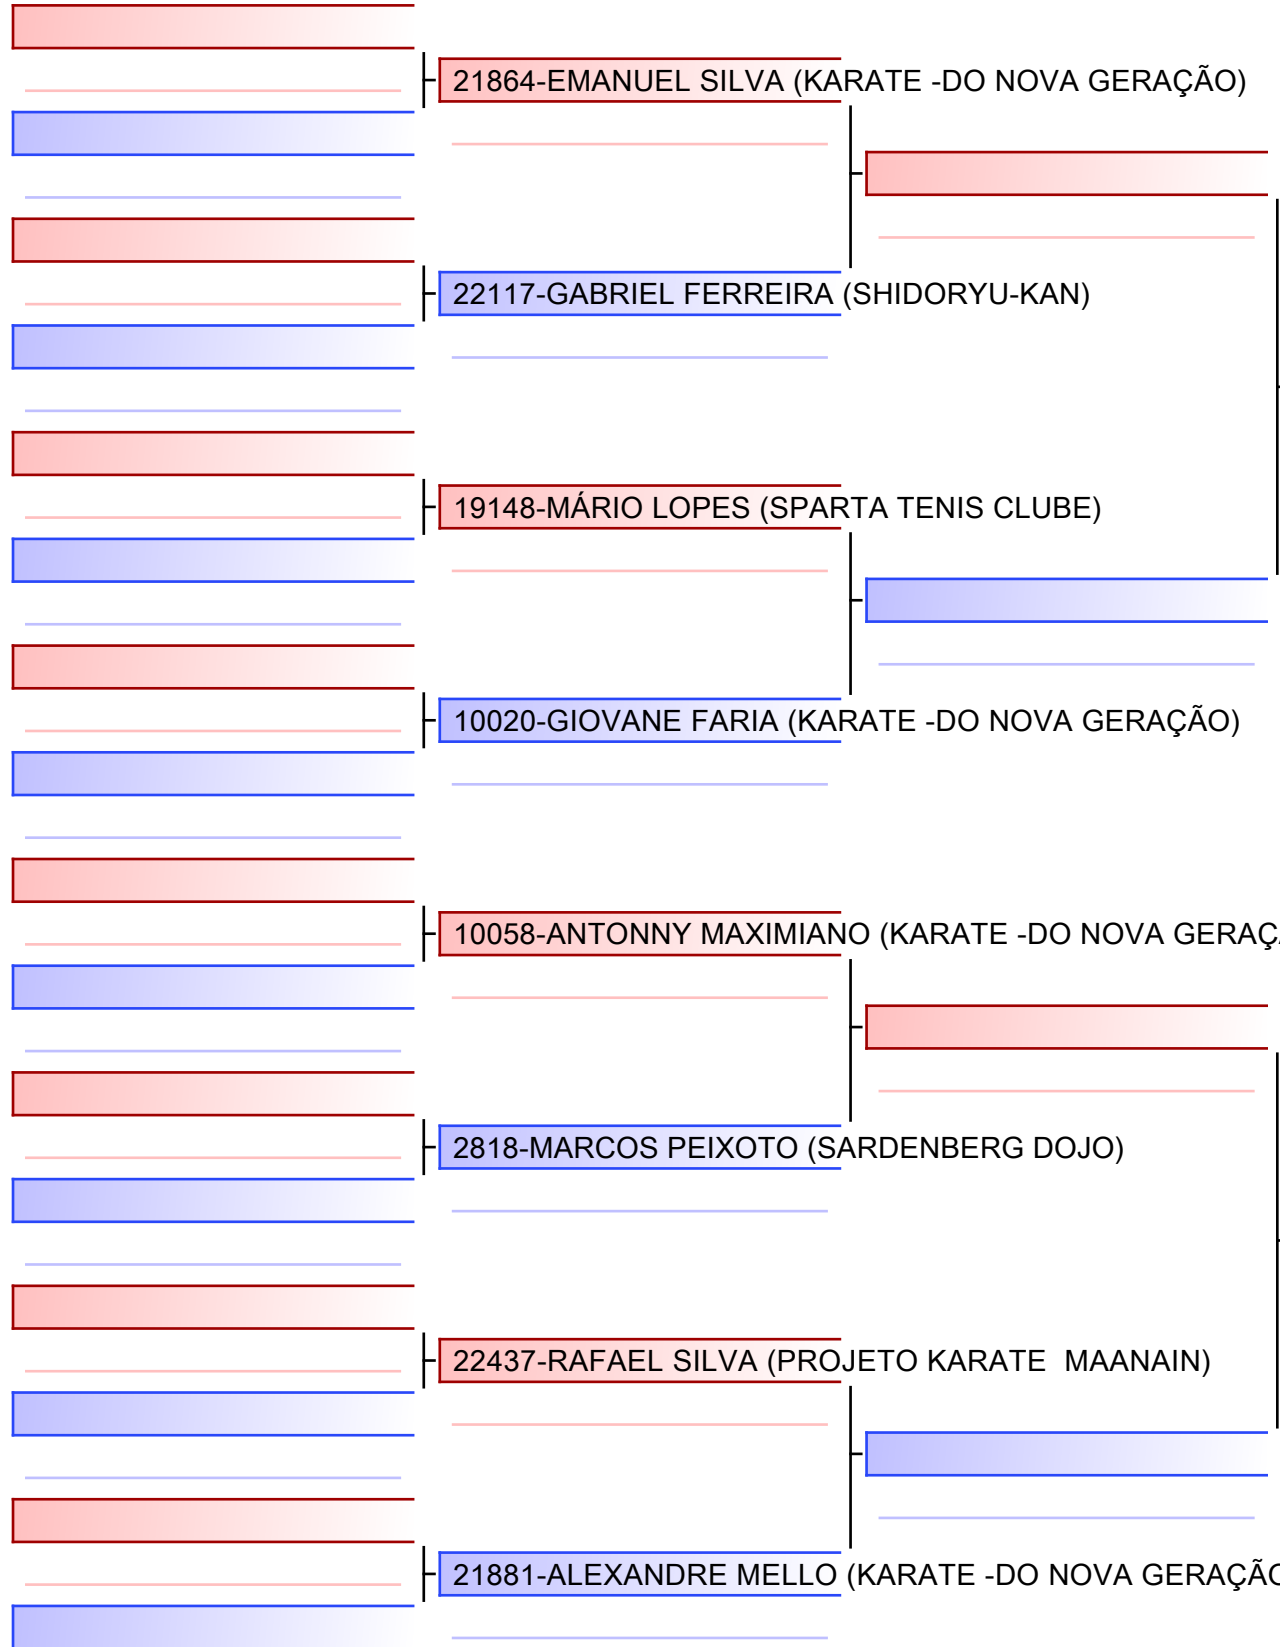 21864-EMANUEL SILVA (KARATE -DO NOVA GERAÇÃO)
22117-GABRIEL FERREIRA (SHIDORYU-KAN)
19148-MÁRIO LOPES (SPARTA TENIS CLUBE)
10020-GIOVANE FARIA (KARATE -DO NOVA GERAÇÃO)
10058-ANTONNY MAXIMIANO (KARATE -DO NOVA GERAÇ
2818-MARCOS PEIXOTO (SARDENBERG DOJO)
22437-RAFAEL SILVA (PROJETO KARATE  MAANAIN)
21881-ALEXANDRE MELLO (KARATE -DO NOVA GERAÇÃO